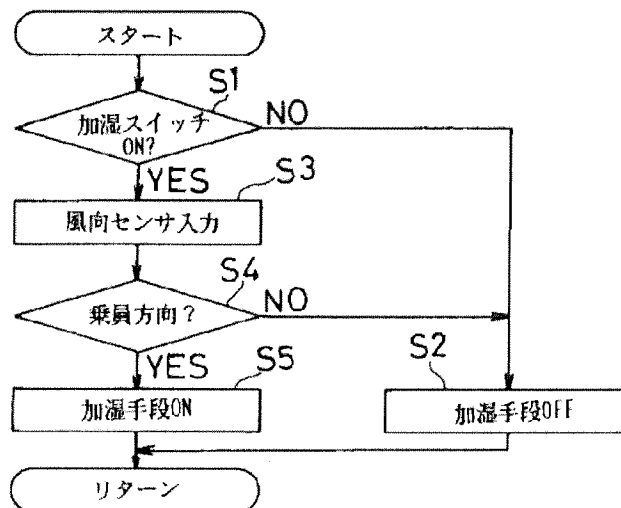 スタート
S1
加湿スイッチ
ON?
NO
YES
S3
風向センサ入力
S4
乗員方向?
NO
YES
S5
加湿手段ON
S2
加湿手段OFF
リターン